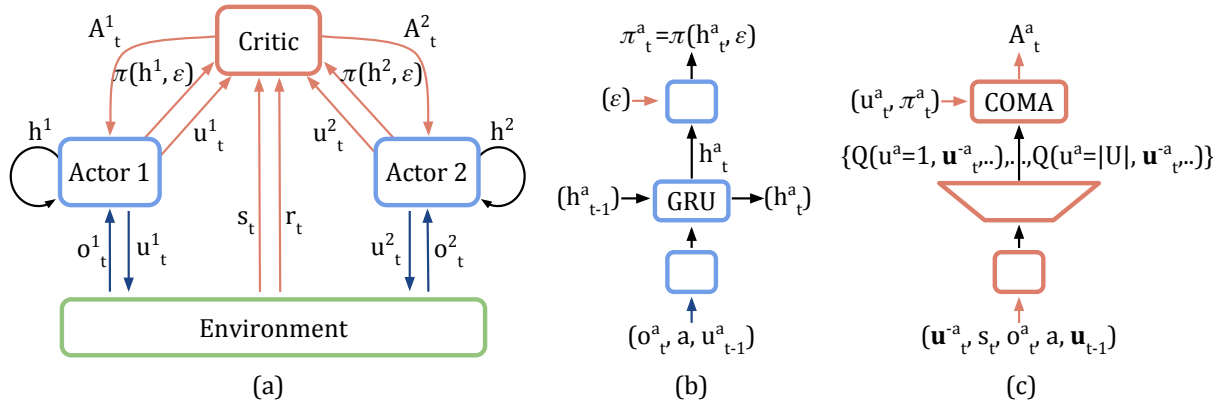 A¹ₜ
Critic
A²ₜ
π(h¹, ε)
π(h², ε)
u¹ₜ
u²ₜ
h¹
Actor 1
Actor 2
h²
o¹ₜ
u¹ₜ
sₜ
rₜ
u²ₜ
o²ₜ
Environment
(a)
πᵃₜ=π(hᵃₜ, ε)
(ε)
hᵃₜ
(hᵃₜ₋₁)
GRU
(hᵃₜ)
(oᵃₜ, a, uᵃₜ₋₁)
(b)
Aᵃₜ
(uᵃₜ, πᵃₜ)
COMA
{Q(uᵃ=1, u⁻ᵃₜ,..),...,Q(uᵃ=|U|, u⁻ᵃₜ,..)}
(u⁻ᵃₜ, sₜ, oᵃₜ, a, uₜ₋₁)
(c)